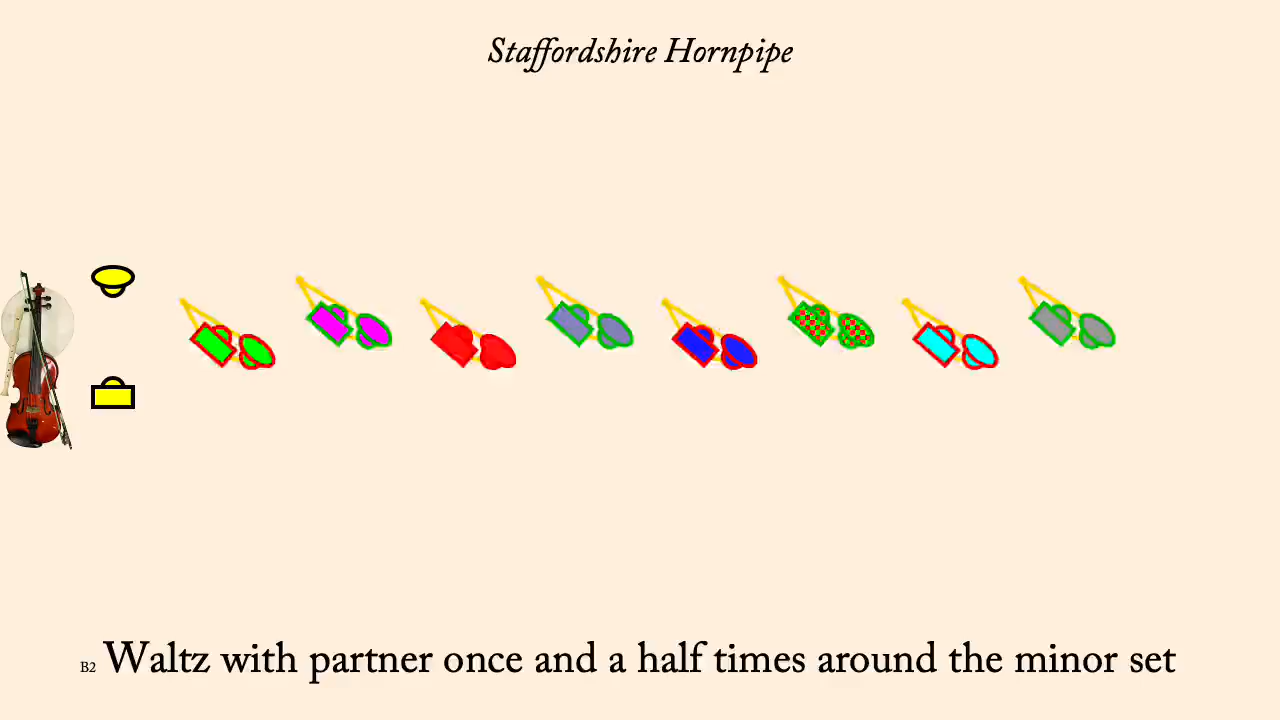 Staffordshire Hornpipe
B2 Waltz with partner once and a half times around the minor set